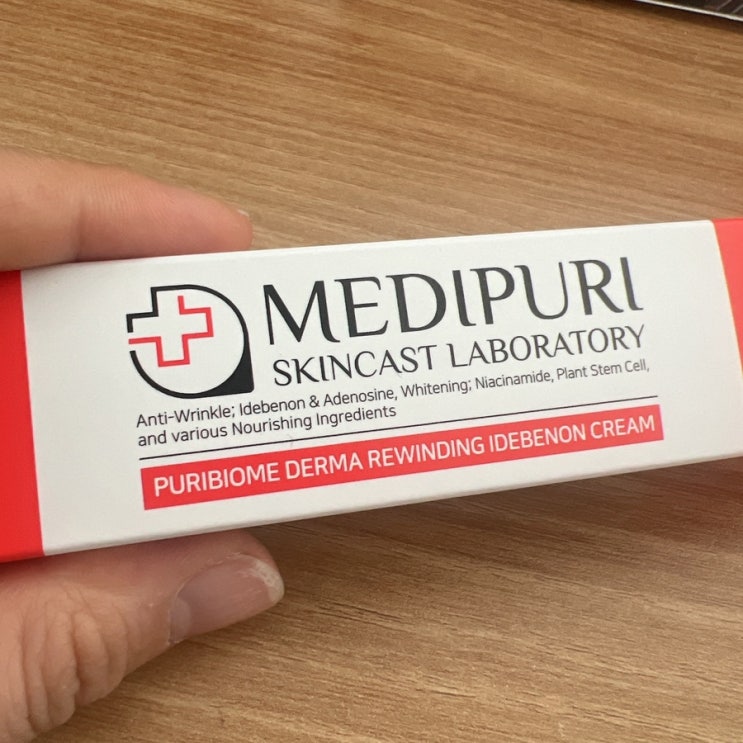 MEDIPURI
SKINCAST LABORATORY
Anti-Wrinkle; Idebenon & Adenosine, Whitening; Niacinamide, Plant Stem Cell,
and various Nourishing Ingredients
PURIBIOME DERMA REWINDING IDEBENON CREAM